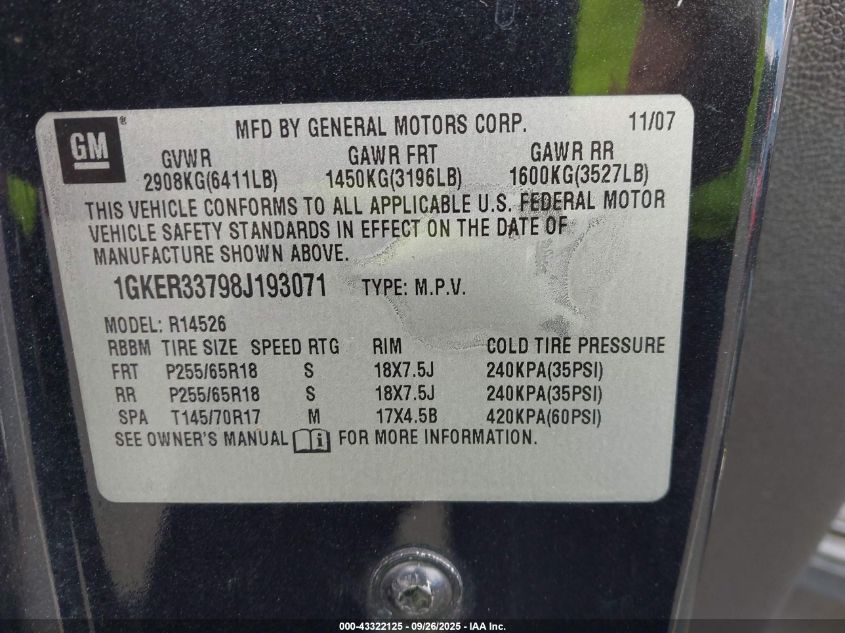 GM ® MFD BY GENERAL MOTORS CORP. 11/07
GVWR GAWR FRT GAWR RR
2908KG(6411LB) 1450KG(3196LB) 1600KG(3527LB)
THIS VEHICLE CONFORMS TO ALL APPLICABLE U.S. FEDERAL MOTOR
VEHICLE SAFETY STANDARDS IN EFFECT ON THE DATE OF
MANUFACTURE SHOWN ABOVE.
1GKER33798J193071 TYPE: M.P.V.
MODEL: R14526
RBBM TIRE SIZE SPEED RTG RIM COLD TIRE PRESSURE
FRT P255/65R18 S 18X7.5J 240KPA(35PSI)
RR P255/65R18 S 18X7.5J 240KPA(35PSI)
SPA T145/70R17 M 17X4.5B 420KPA(60PSI)
SEE OWNER'S MANUAL i FOR MORE INFORMATION.
000-43322125 - 09/26/2025 - IAA Inc.